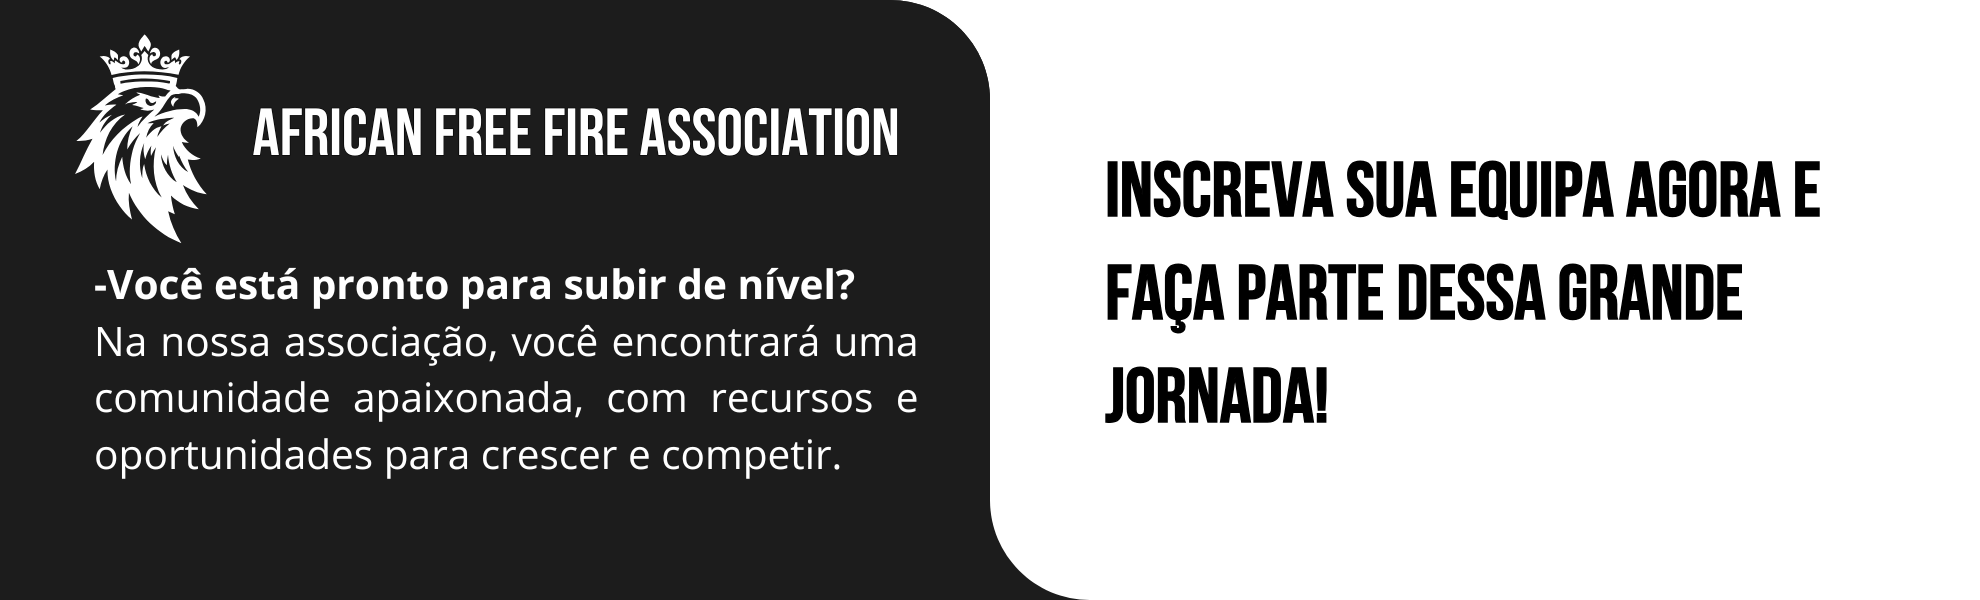 AFRICAN FREE FIRE ASSOCIATION
-Você está pronto para subir de nível?
Na nossa associação, você encontrará uma
comunidade apaixonada, com recursos e
oportunidades para crescer e competir.
INSCREVA SUA EQUIPA AGORA E
FAÇA PARTE DESSA GRANDE
JORNADA!